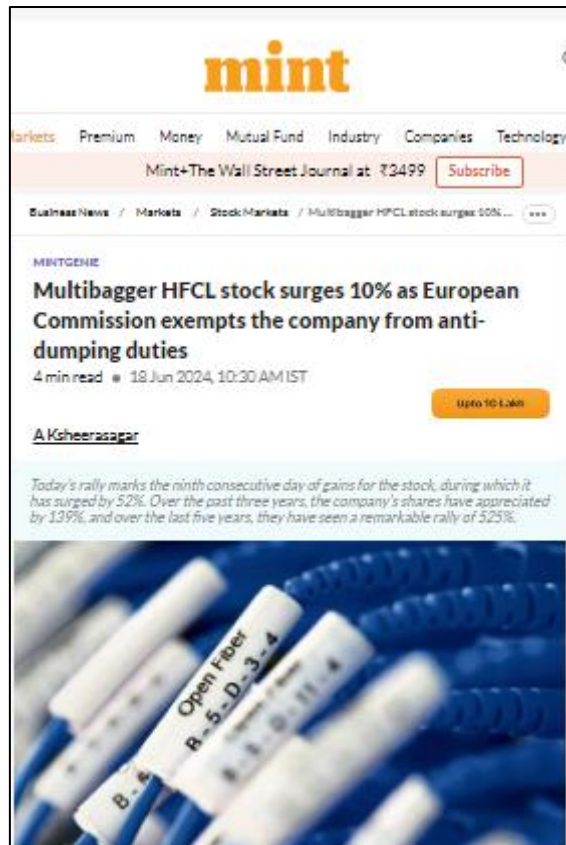 mint
Markets Premium Money Mutual Fund Industry Companies Technology
Mint+The Wall Street Journal at ₹3499 Subscribe
Business News / Markets / Stock Markets / Multibagger HFCL stock surges 10%... •••
MINTGENIE
Multibagger HFCL stock surges 10% as European
Commission exempts the company from anti-
dumping duties
4 min read • 18 Jun 2024, 10:30 AM IST
Upto 10 Lakh
A Ksheerasagar
Today's rally marks the ninth consecutive day of gains for the stock, during which it
has surged by 52%. Over the past three years, the company's shares have appreciated
by 139%, and over the last five years, they have seen a remarkable rally of 525%.
Open Fiber
B-5-D-3-4